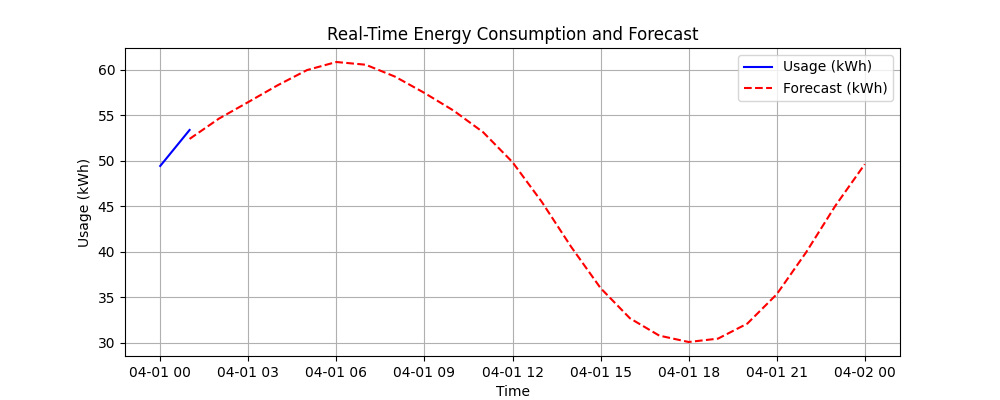 Real-Time Energy Consumption and Forecast
Usage (kWh)
Forecast (kWh)
60
55
50
45
40
35
30
Usage (kWh)
04-01 00 04-01 03 04-01 06 04-01 09 04-01 12 04-01 15 04-01 18 04-01 21 04-02 00
Time